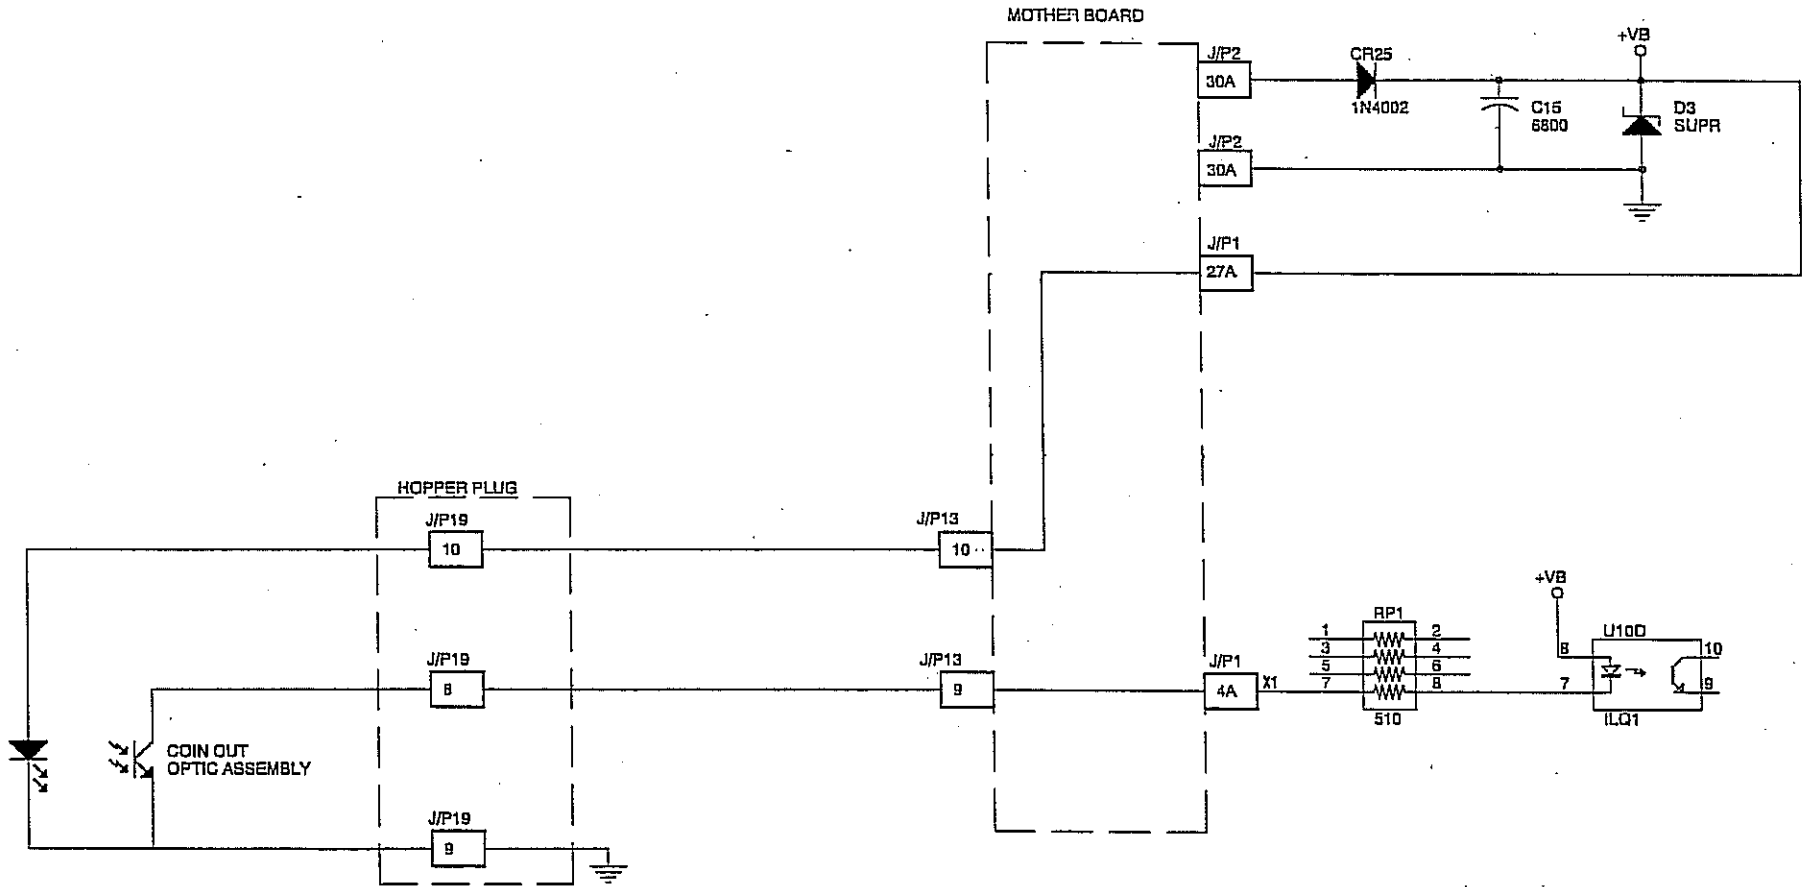 MOTHER BOARD
J/P2
30A
CR25
1N4002
C15
6800
+VB
D3
SUPR
J/P2
30A
J/P1
27A
HOPPER PLUG
J/P19
10
J/P13
10
J/P19
8
J/P13
9
J/P1
4A
X1
RP1
1
2
3
4
5
6
7
8
510
+VB
U10D
8
10
7
9
ILQ1
COIN OUT
OPTIC ASSEMBLY
J/P19
9